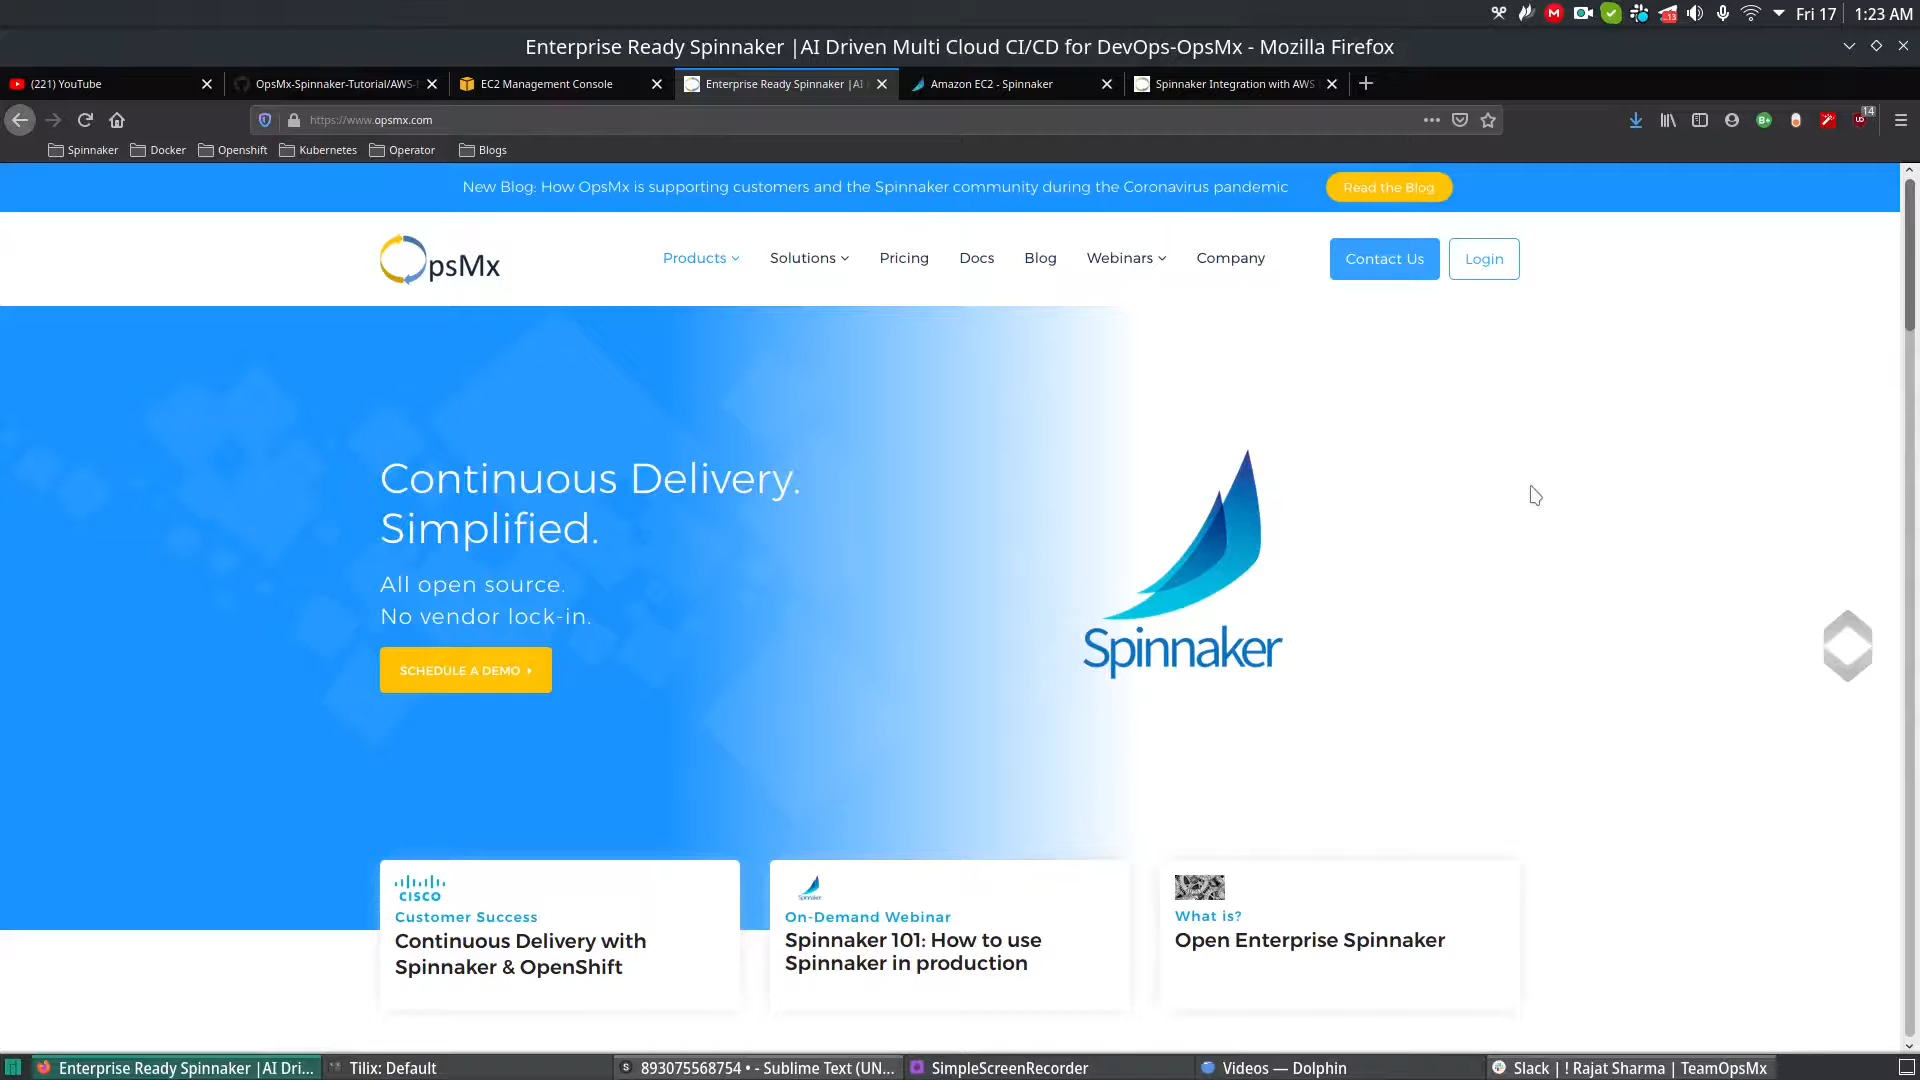 Fri 17
1:23 AM
Enterprise Ready Spinnaker |AI Driven Multi Cloud CI/CD for DevOps-OpsMx - Mozilla Firefox
(221) YouTube
OpsMx-Spinnaker-Tutorial/AWS-
EC2 Management Console
Enterprise Ready Spinnaker |AI
Amazon EC2 - Spinnaker
Spinnaker Integration with AWS
https://www.opsmx.com
14
Spinnaker
Docker
Openshift
Kubernetes
Operator
Blogs
New Blog: How OpsMx is supporting customers and the Spinnaker community during the Coronavirus pandemic
Read the Blog
OpsMx
Products
Solutions
Pricing
Docs
Blog
Webinars
Company
Contact Us
Login
Continuous Delivery.
Simplified.
All open source.
No vendor lock-in.
SCHEDULE A DEMO
Spinnaker
CISCO
Customer Success
Continuous Delivery with
Spinnaker & OpenShift
Spinnaker
On-Demand Webinar
Spinnaker 101: How to use
Spinnaker in production
What is?
Open Enterprise Spinnaker
Enterprise Ready Spinnaker |AI Dri...
Tilix: Default
893075568754 • - Sublime Text (UN...
SimpleScreenRecorder
Videos — Dolphin
Slack | ! Rajat Sharma | TeamOpsMx